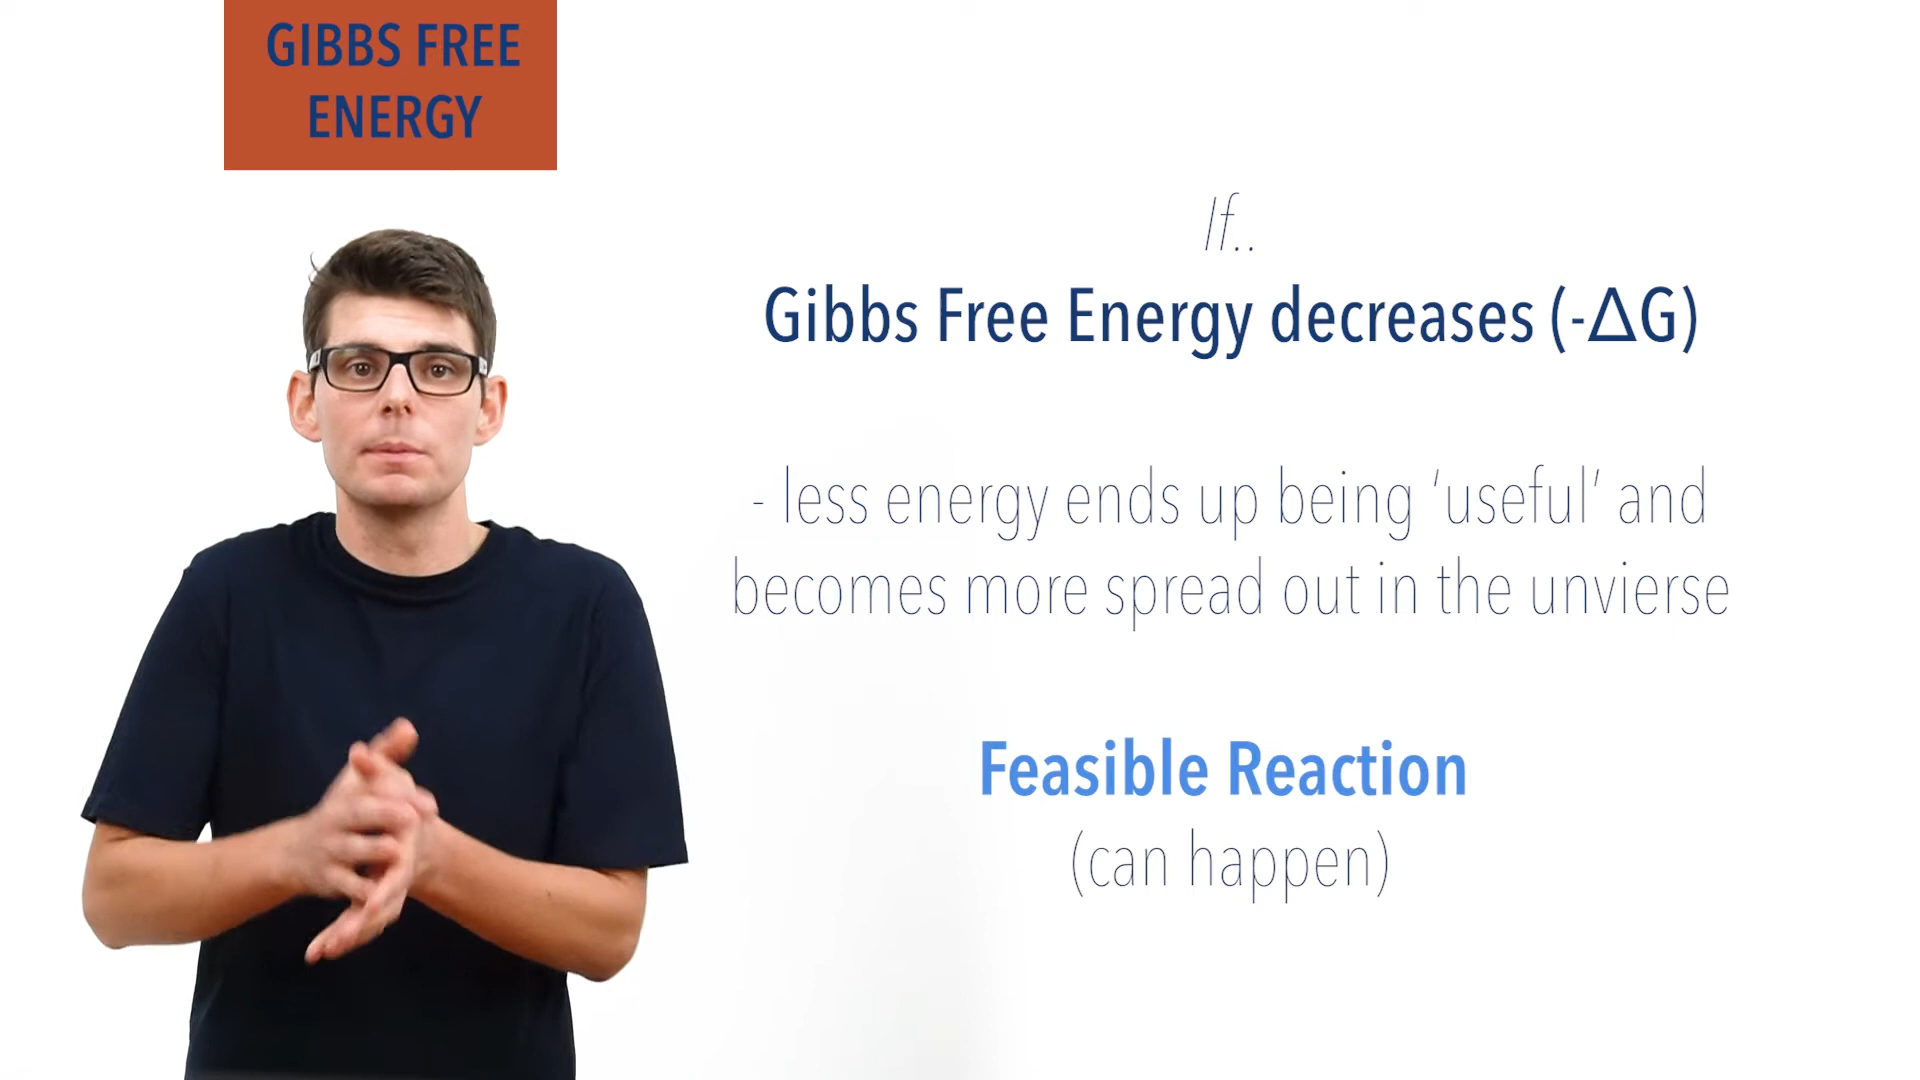 GIBBS FREE
ENERGY
If..
Gibbs Free Energy decreases (-ΔG)
- less energy ends up being ‘useful’ and
becomes more spread out in the unvierse
Feasible Reaction
(can happen)